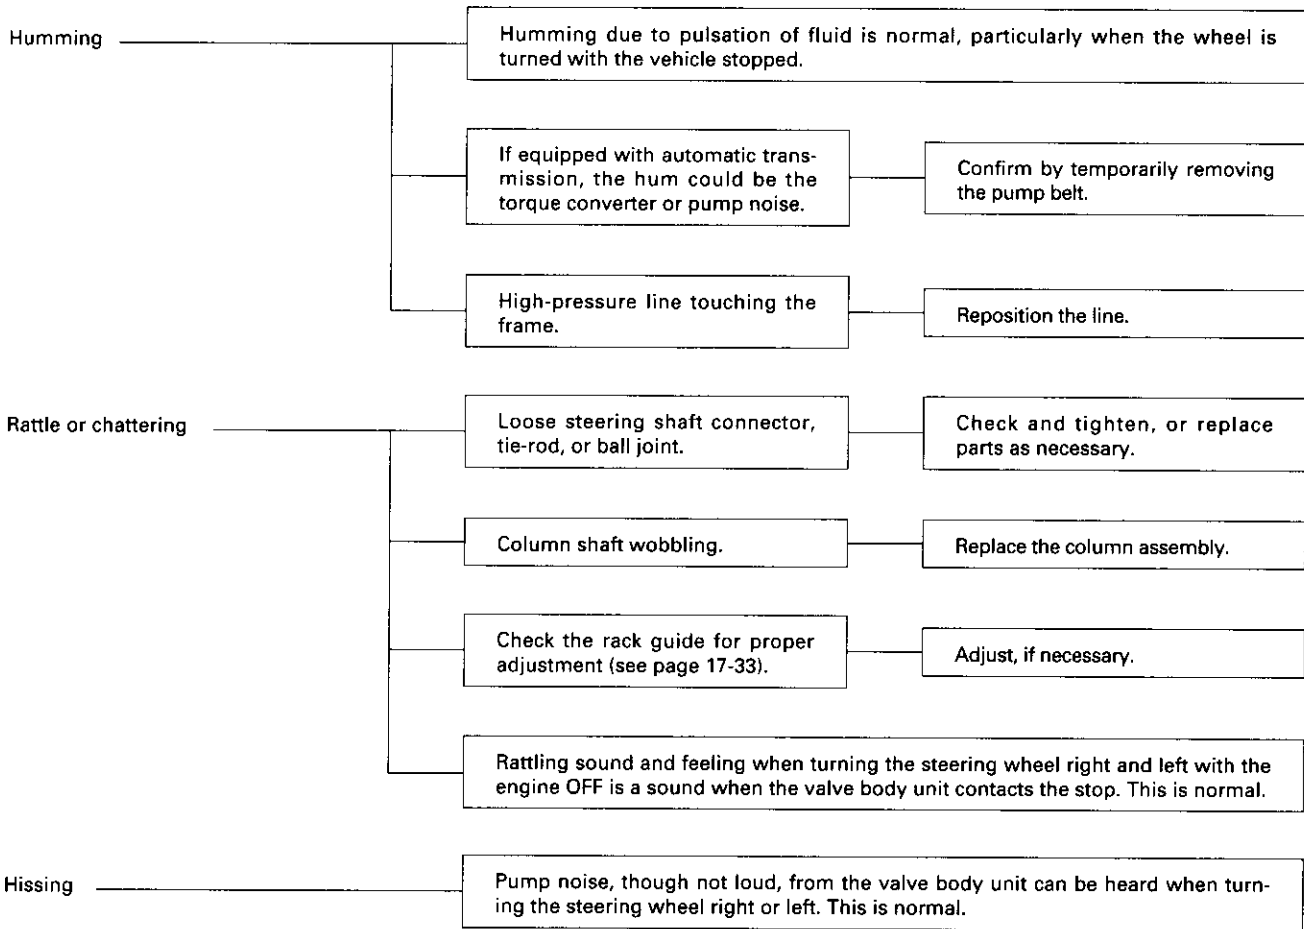 Humming
Humming due to pulsation of fluid is normal, particularly when the wheel is
turned with the vehicle stopped.
If equipped with automatic trans-
mission, the hum could be the
torque converter or pump noise.
Confirm by temporarily removing
the pump belt.
High-pressure line touching the
frame.
Reposition the line.
Rattle or chattering
Loose steering shaft connector,
tie-rod, or ball joint.
Check and tighten, or replace
parts as necessary.
Column shaft wobbling.
Replace the column assembly.
Check the rack guide for proper
adjustment (see page 17-33).
Adjust, if necessary.
Rattling sound and feeling when turning the steering wheel right and left with the
engine OFF is a sound when the valve body unit contacts the stop. This is normal.
Hissing
Pump noise, though not loud, from the valve body unit can be heard when turn-
ing the steering wheel right or left. This is normal.